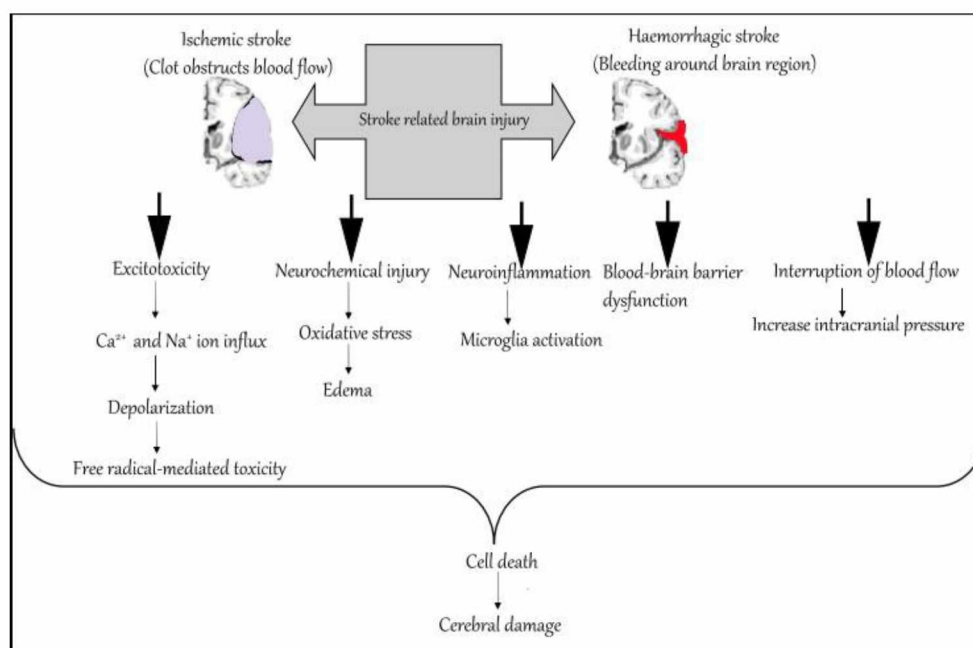 Ischemic stroke
(Clot obstructs blood flow)
Haemorrhagic stroke
(Bleeding around brain region)
Stroke related brain injury
Excitotoxicity
Ca²⁺ and Na⁺ ion influx
Depolarization
Free radical-mediated toxicity
Neurochemical injury
Oxidative stress
Edema
Neuroinflammation
Microglia activation
Blood-brain barrier
dysfunction
Interruption of blood flow
Increase intracranial pressure
Cell death
Cerebral damage